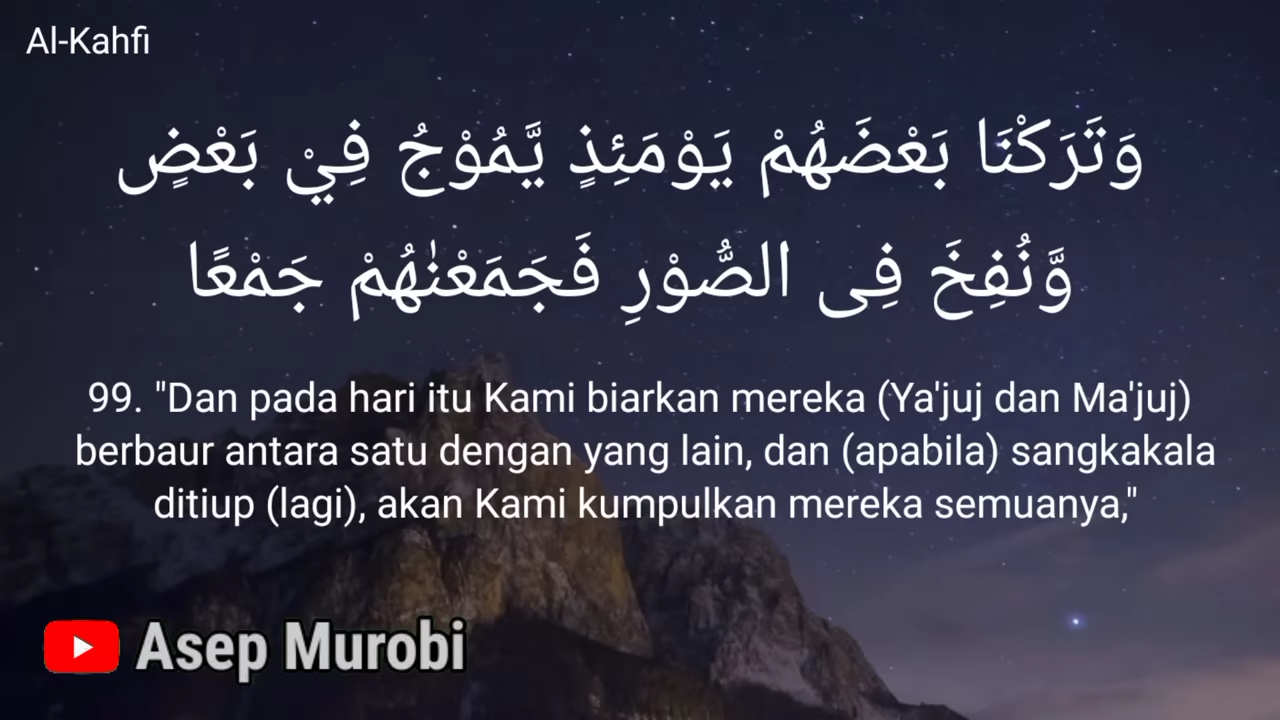 Al-Kahfi
وَتَرَكْنَا بَعْضَهُمْ يَوْمَئِذٍ يَّمُوْجُ فِيْ بَعْضٍ
وَّنُفِخَ فِى الصُّوْرِ فَجَمَعْنٰهُمْ جَمْعًا
99. "Dan pada hari itu Kami biarkan mereka (Ya'juj dan Ma'juj)
berbaur antara satu dengan yang lain, dan (apabila) sangkakala
ditiup (lagi), akan Kami kumpulkan mereka semuanya,"
Asep Murobi